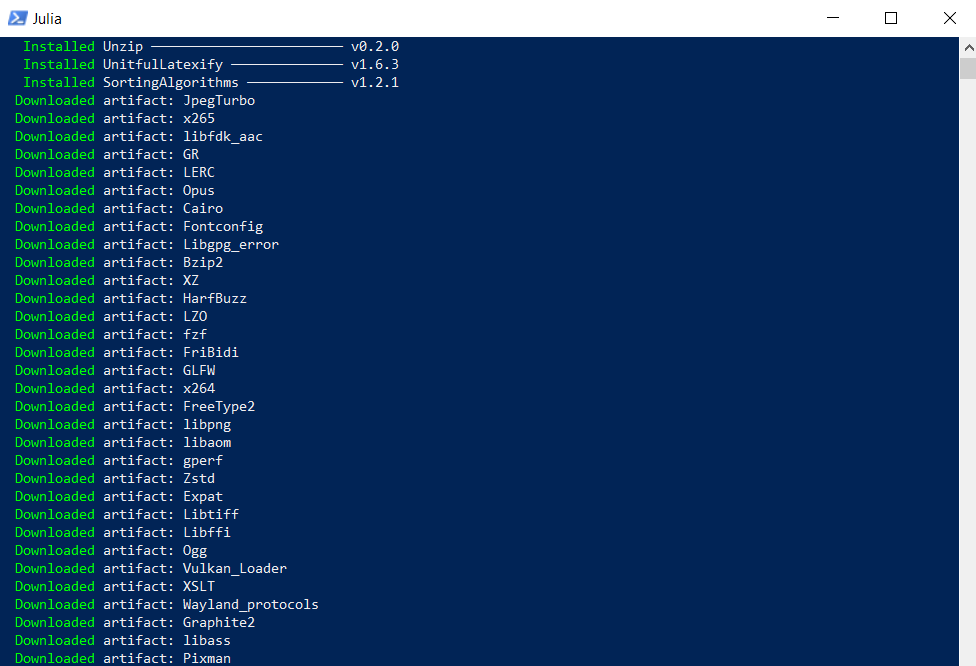 Julia
Installed Unzip ──────────────────────── v0.2.0
Installed UnitfulLatexify ────────────── v1.6.3
Installed SortingAlgorithms ──────────── v1.2.1
Downloaded artifact: JpegTurbo
Downloaded artifact: x265
Downloaded artifact: libfdk_aac
Downloaded artifact: GR
Downloaded artifact: LERC
Downloaded artifact: Opus
Downloaded artifact: Cairo
Downloaded artifact: Fontconfig
Downloaded artifact: Libgpg_error
Downloaded artifact: Bzip2
Downloaded artifact: XZ
Downloaded artifact: HarfBuzz
Downloaded artifact: LZO
Downloaded artifact: fzf
Downloaded artifact: FriBidi
Downloaded artifact: GLFW
Downloaded artifact: x264
Downloaded artifact: FreeType2
Downloaded artifact: libpng
Downloaded artifact: libaom
Downloaded artifact: gperf
Downloaded artifact: Zstd
Downloaded artifact: Expat
Downloaded artifact: Libtiff
Downloaded artifact: Libffi
Downloaded artifact: Ogg
Downloaded artifact: Vulkan_Loader
Downloaded artifact: XSLT
Downloaded artifact: Wayland_protocols
Downloaded artifact: Graphite2
Downloaded artifact: libass
Downloaded artifact: Pixman